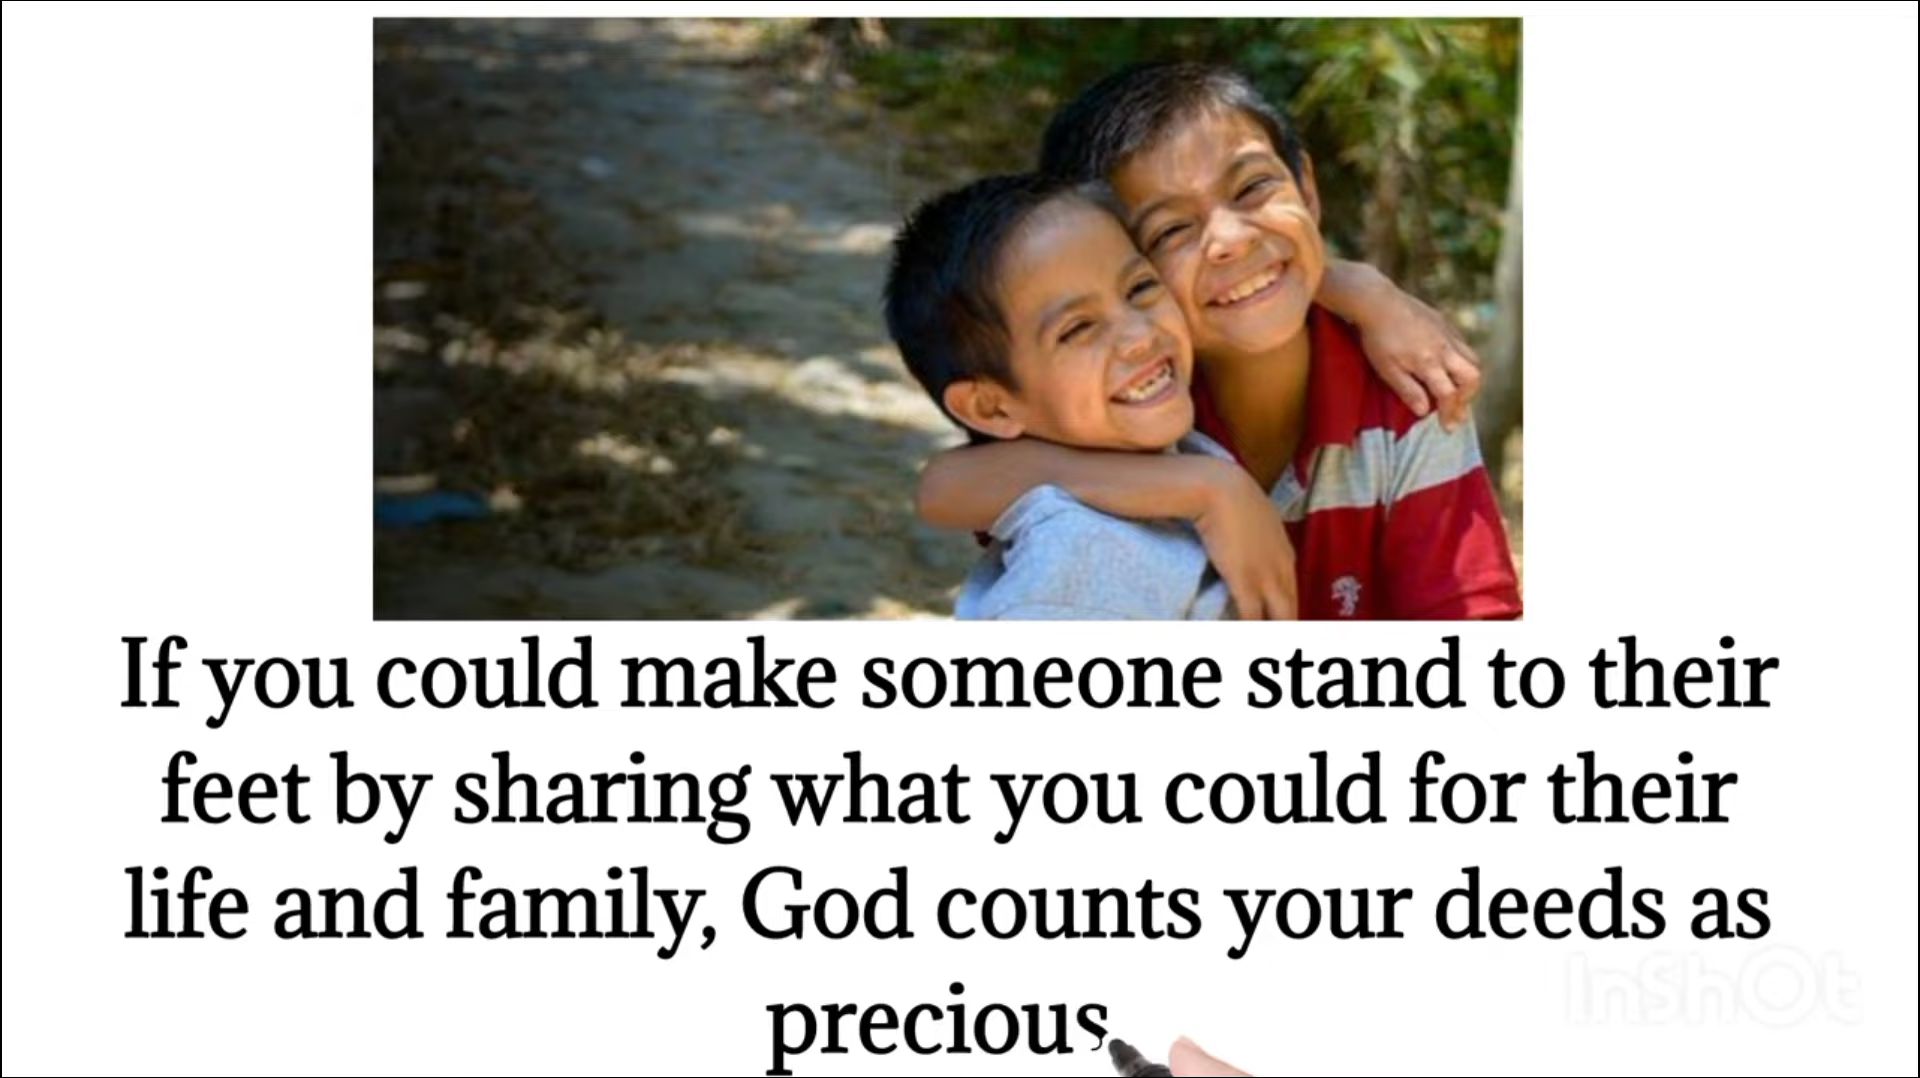 If you could make someone stand to their
feet by sharing what you could for their
life and family, God counts your deeds as
precious
InShOt